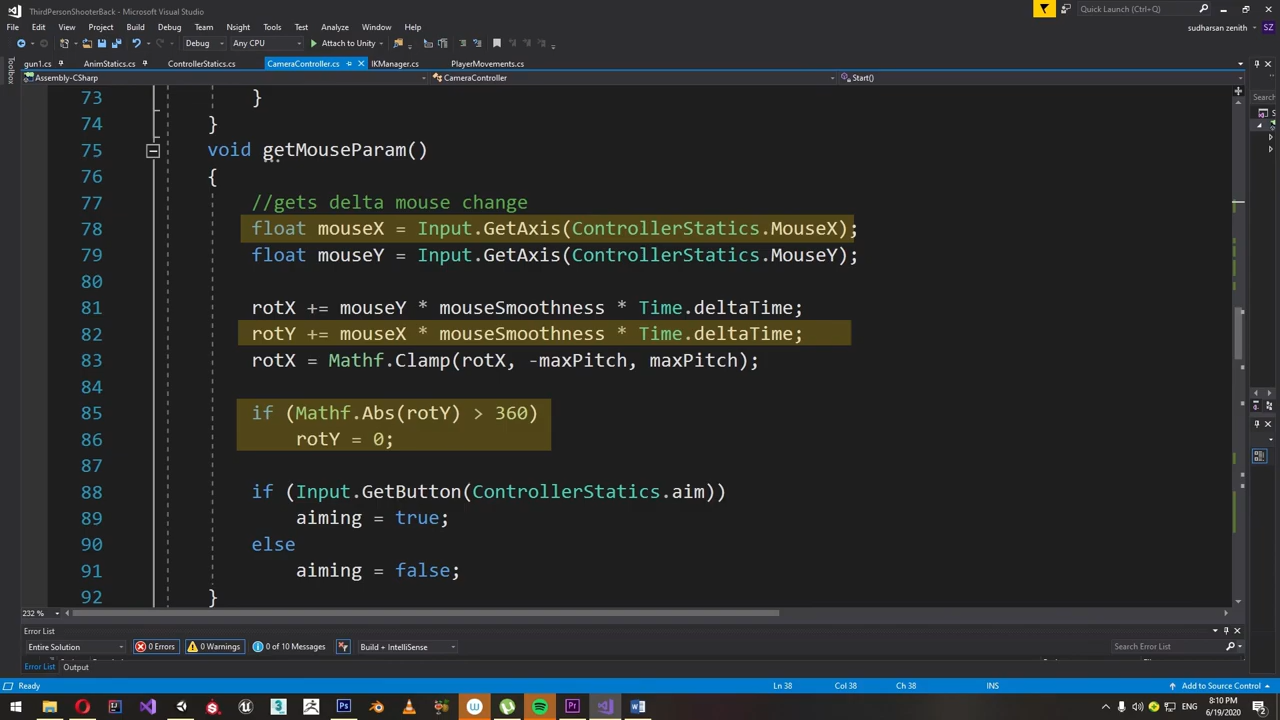 ThirdPersonShooterBack - Microsoft Visual Studio
Quick Launch (Ctrl+Q)
File Edit View Project Build Debug Team Nsight Tools Test Analyze Window Help
sudharsan zenith SZ
Debug Any CPU Attach to Unity
gun1.cs AnimStatics.cs ControllerStatics.cs CameraController.cs IKManager.cs PlayerMovements.cs
Toolbox
Assembly-CSharp CameraController Start()
73 }
74 }
75 void getMouseParam()
76 {
77 //gets delta mouse change
78 float mouseX = Input.GetAxis(ControllerStatics.MouseX);
79 float mouseY = Input.GetAxis(ControllerStatics.MouseY);
80
81 rotX += mouseY * mouseSmoothness * Time.deltaTime;
82 rotY += mouseX * mouseSmoothness * Time.deltaTime;
83 rotX = Mathf.Clamp(rotX, -maxPitch, maxPitch);
84
85 if (Mathf.Abs(rotY) > 360)
86 rotY = 0;
87
88 if (Input.GetButton(ControllerStatics.aim))
89 aiming = true;
90 else
91 aiming = false;
92 }
232 %
Error List
Entire Solution 0 Errors 0 Warnings 0 of 10 Messages Build + IntelliSense Search Error List
Error List Output
Ready Ln 38 Col 38 Ch 38 INS Add to Source Control
8:10 PM
6/19/2020